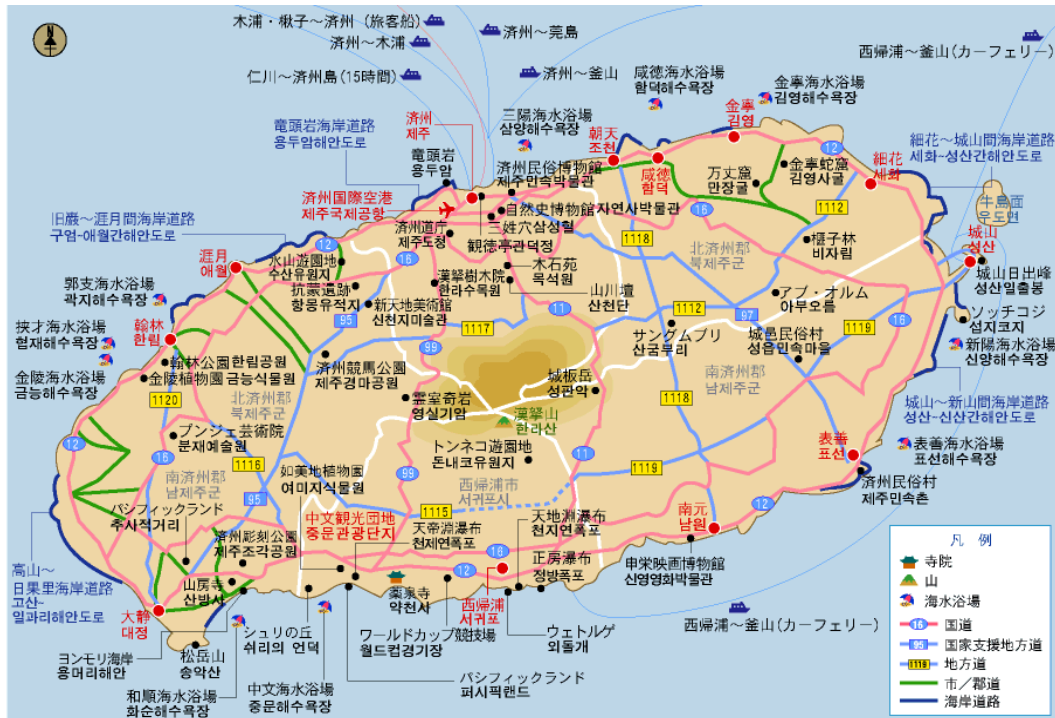 木浦・楸子～済州（旅客船）
済州～木浦
仁川～済州島(15時間)
済州～莞島
済州～釜山
西帰浦～釜山(カーフェリー)
咸徳海水浴場
함덕해수욕장
金寧海水浴場
김영해수욕장
三陽海水浴場
삼양해수욕장
済州
제주
朝天
조천
金寧
김영
咸徳
함덕
細花
세화
細花～城山間海岸道路
세화~성산간해안도로
竜頭岩海岸道路
용두암해안도로
竜頭岩
용두암
済州民俗博物館
제주민속박물관
万丈窟
만장굴
金寧蛇窟
김영사굴
12
1112
牛島面
우도면
済州国際空港
제주국제공항
自然史博物館 자연사박물관
三姓穴 삼성혈
観徳亭 관덕정
済州道庁
제주도청
16
1118
北済州郡
북제주군
榧子林
비자림
城山
성산
城山日出峰
성산일출봉
旧厳～涯月間海岸道路
구엄-애월간해안도로
12
16
涯月
애월
水山遊園地
수산유원지
抗蒙遺跡
항몽유적지
漢拏樹木院
한라수목원
木石苑
목석원
山川壇
산천단
アブ・オルム
아부오름
ソッチコジ
섭지코지
郭支海水浴場
곽지해수욕장
新天地美術館
신천지미술관
95
1117
11
1112
97
1119
16
サングムブリ
산굼부리
城邑民俗村
성읍민속마을
新陽海水浴場
신양해수욕장
挟才海水浴場
협재해수욕장
翰林
한림
99
済州競馬公園
제주경마공원
翰林公園 한림공원
金陵植物園 금능식물원
金陵海水浴場
금능해수욕장
城板岳
성판악
南済州郡
남제주군
城山～新山間海岸道路
성산~신산간해안도로
1120
北済州郡
북제주군
霊室奇岩
영실기암
漢拏山
한라산
1118
ブンジェ芸術院
분재예술원
トンネコ遊園地
돈내코유원지
表善
표선
表善海水浴場
표선해수욕장
12
16
1116
11
1119
済州民俗村
제주민속촌
南済州郡
남제주군
如美地植物園
여미지식물원
99
西帰浦市
서귀포시
95
パシフィックランド
추사적거리
中文観光団地
중문관광단지
1115
天帝淵瀑布
천제연폭포
天地淵瀑布
천지연폭포
南元
남원
12
済州彫刻公園
제주조각공원
16
正房瀑布
정방폭포
申栄映画博物館
신영영화박물관
高山～
日果里海岸道路
고산~
일과리해안도로
山房寺
산방사
12
薬泉寺
약천사
西帰浦
서귀포
大静
대정
シュリの丘
쉬리의 언덕
ワールドカップ競技場
월드컵경기장
ウェトルゲ
외돌개
西帰浦～釜山(カーフェリー)
ヨンモリ海岸
용머리해안
松岳山
송악산
パシフィックランド
퍼시픽랜드
和順海水浴場
화순해수욕장
中文海水浴場
중문해수욕장
凡 例
寺院
山
海水浴場
16 国道
95 国家支援地方道
1119 地方道
市／郡道
海岸道路